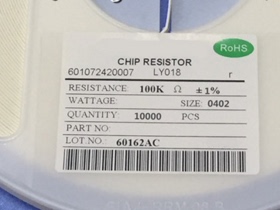 RoHS
CHIP RESISTOR
601072420007 LY018 r
RESISTANCE: 100K Ω ±1%
WATTAGE: SIZE: 0402
QUANTITY: 10000 PCS
PART NO:
LOT.NO.: 60162AC